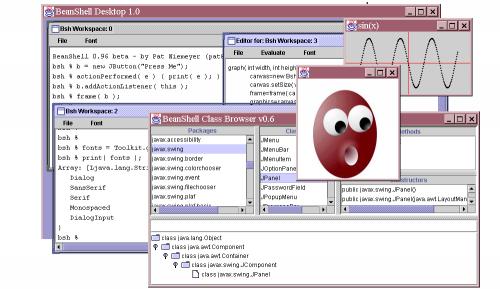 BeanShell Desktop 1.0
Bsh Workspace: 0
File Font
BeanShell 0.96 beta - by Pat Niemeyer (pat
bsh % b = new JButton("Press Me");
bsh % actionPerformed( e ) { print( e ); }
bsh % b.addActionListener( this );
bsh % frame( b );
Editor for: Bsh Workspace: 3
File Evaluate Font
graph( int width, int heigh
canvas=new Bsh
canvas.setSize(
frame=frame( ca
graphics=canvas
sin(x)
Bsh Workspace: 2
File Font
bsh %
bsh % fonts = Toolkit.
bsh % print( fonts );
Array: [Ljava.lang.Str
Dialog
SansSerif
Serif
Monospaced
DialogInput
}
bsh %
BeanShell Class Browser v0.6
Packages
javax.accessibility
javax.swing
javax.swing.border
javax.swing.colorchooser
javax.swing.event
javax.swing.filechooser
javax.swing.plaf
Cla
JMenu
JMenuBar
JMenuItem
JOptionPan
JPanel
JPasswordField
JPopupMenu
Methods
Constructors
public javax.swing.JPanel()
public javax.swing.JPanel(java.awt.LayoutMan
class java.lang.Object
class java.awt.Component
class java.awt.Container
class javax.swing.JComponent
class javax.swing.JPanel